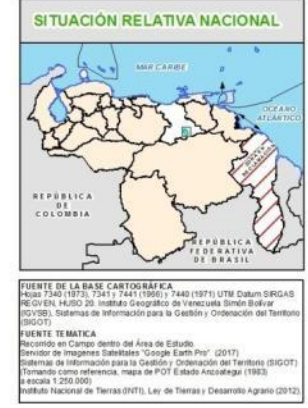 SITUACIÓN RELATIVA NACIONAL
MAR CARIBE
OCÉANO
ATLÁNTICO
REPÚBLICA
DE
COLOMBIA
REPÚBLICA
FEDERATIVA
DE BRASIL
FUENTE DE LA BASE CARTOGRÁFICA
Hojas 7340 (1973), 7341 y 7441 (1966) y 7440 (1971) UTM Datum SIRGAS
REGVEN, HUSO 20. Instituto Geográfico de Venezuela Simón Bolívar
(IGVSB), Sistemas de Información para la Gestión y Ordenación del Territorio
(SIGOT)
FUENTE TEMATICA
Recorrido en Campo dentro del Área de Estudio.
Servidor de Imagenes Satelitales "Google Earth Pro". (2017)
Sistemas de Información para la Gestión y Ordenación del Territorio (SIGOT)
(Tomando como referencia, mapa de POT Estado Anzoategui (1983)
a escala 1:250.000)
Instituto Nacional de Tierras (INTI), Ley de Tierras y Desarrollo Agrario (2012).